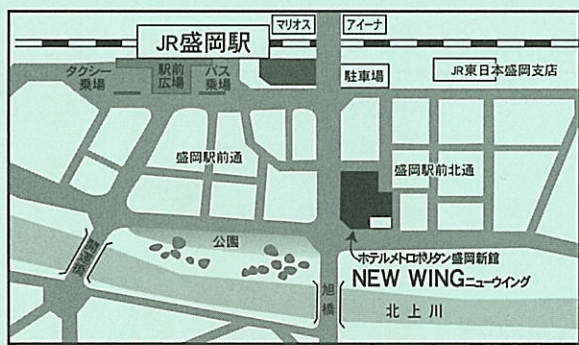 マリオス
アイーナ
JR盛岡駅
タクシー乗場
駅前広場
バス乗場
駐車場
JR東日本盛岡支店
盛岡駅前通
盛岡駅前北通
公園
開運橋
ホテルメトロポリタン盛岡新館
NEW WINGニューウイング
旭橋
北上川